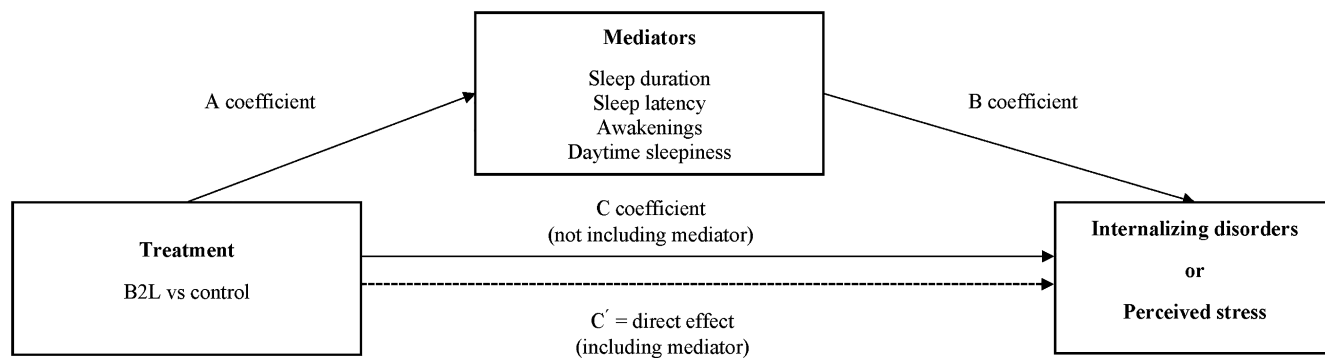 Mediators
Sleep duration
Sleep latency
Awakenings
Daytime sleepiness
A coefficient
B coefficient
Treatment
B2L vs control
C coefficient
(not including mediator)
C´ = direct effect
(including mediator)
Internalizing disorders
or
Perceived stress